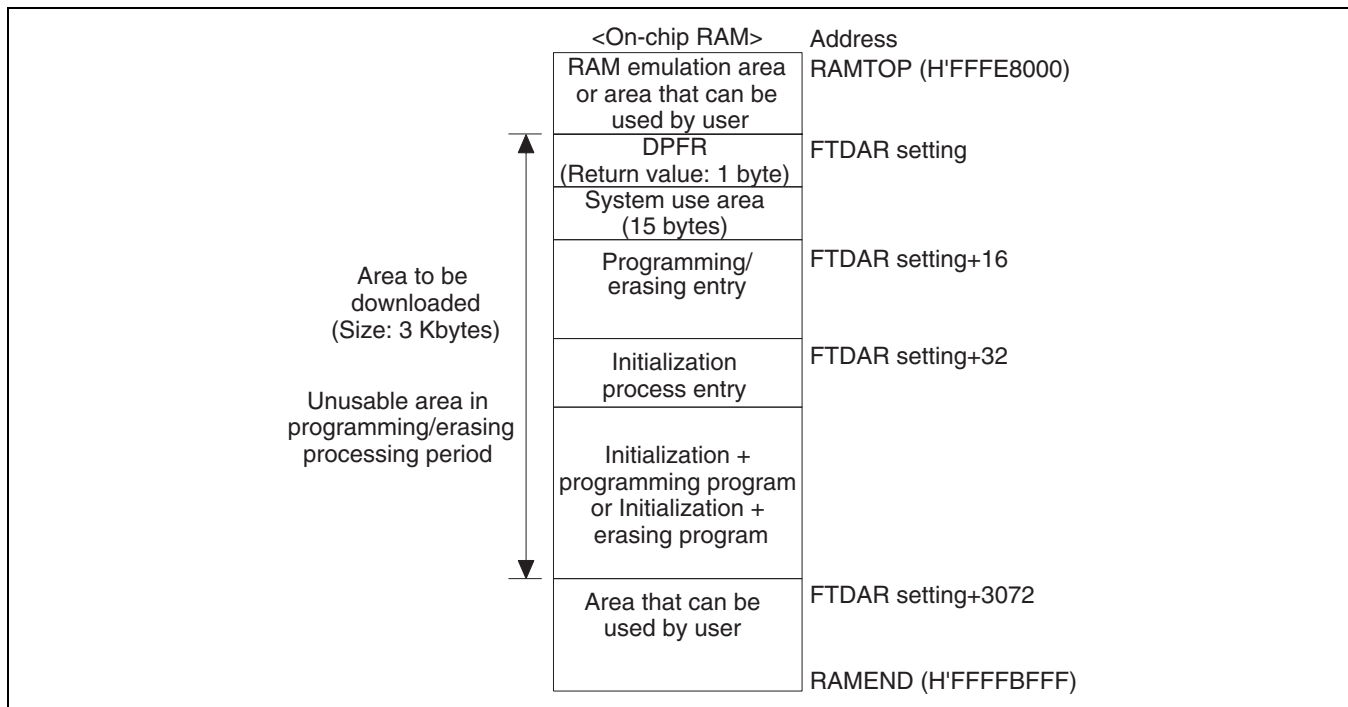 <On-chip RAM>
Address
RAM emulation area
or area that can be
used by user
RAMTOP (H'FFFE8000)
DPFR
(Return value: 1 byte)
FTDAR setting
System use area
(15 bytes)
Programming/
erasing entry
FTDAR setting+16
Area to be
downloaded
(Size: 3 Kbytes)
Initialization
process entry
FTDAR setting+32
Unusable area in
programming/erasing
processing period
Initialization +
programming program
or Initialization +
erasing program
Area that can be
used by user
FTDAR setting+3072
RAMEND (H'FFFFBFFF)